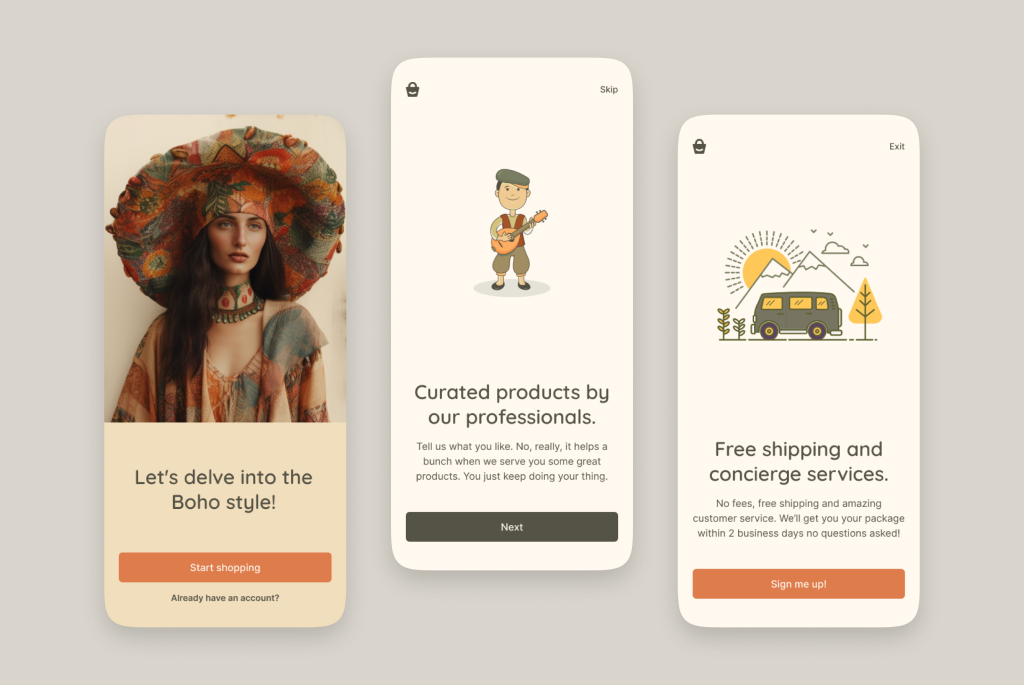 Let's delve into the
Boho style!
Start shopping
Already have an account?
Skip
Curated products by
our professionals.
Tell us what you like. No, really, it helps a
bunch when we serve you some great
products. You just keep doing your thing.
Next
Exit
Free shipping and
concierge services.
No fees, free shipping and amazing
customer service. We'll get you your package
within 2 business days no questions asked!
Sign me up!